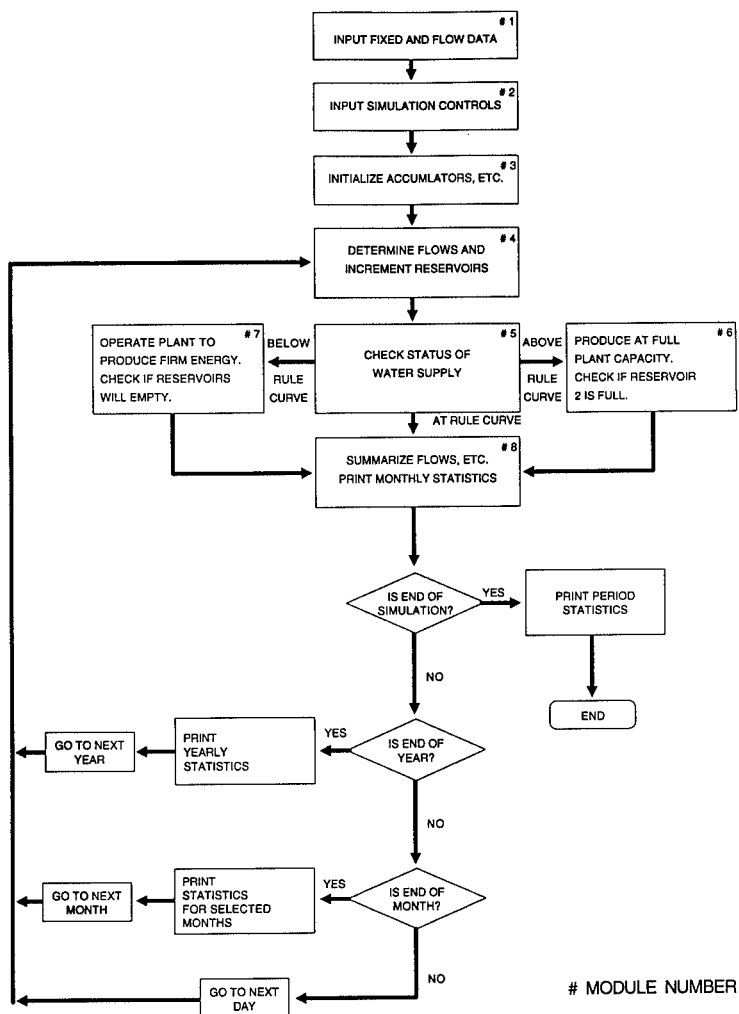 # 1
INPUT FIXED AND FLOW DATA
# 2
INPUT SIMULATION CONTROLS
# 3
INITIALIZE ACCUMLATORS, ETC.
# 4
DETERMINE FLOWS AND
INCREMENT RESERVOIRS
# 7
OPERATE PLANT TO
PRODUCE FIRM ENERGY.
CHECK IF RESERVOIRS
WILL EMPTY.
BELOW
RULE
CURVE
# 5
CHECK STATUS OF
WATER SUPPLY
ABOVE
RULE
CURVE
# 6
PRODUCE AT FULL
PLANT CAPACITY.
CHECK IF RESERVOIR
2 IS FULL.
AT RULE CURVE
# 8
SUMMARIZE FLOWS, ETC.
PRINT MONTHLY STATISTICS
IS END OF
SIMULATION?
YES
PRINT PERIOD
STATISTICS
END
NO
IS END OF
YEAR?
YES
PRINT
YEARLY
STATISTICS
GO TO NEXT
YEAR
NO
IS END OF
MONTH?
YES
PRINT
STATISTICS
FOR SELECTED
MONTHS
GO TO NEXT
MONTH
NO
GO TO NEXT
DAY
# MODULE NUMBER